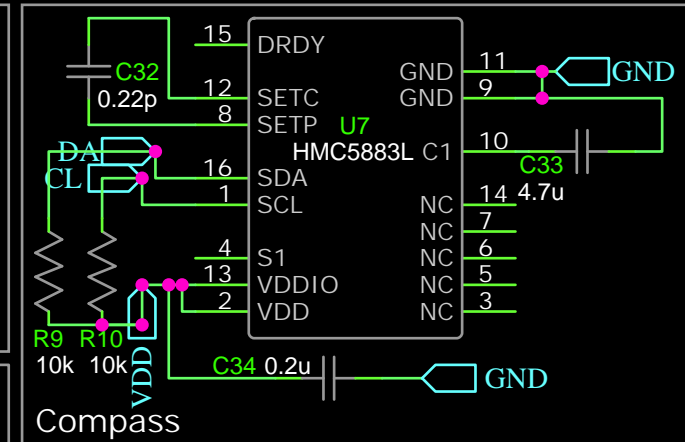 15 DRDY
C32
0.22p
12 SETC
8 SETP
U7
HMC5883L
GND 11
GND 9
GND
C1 10
C33
4.7u
DA
CL
16 SDA
1 SCL
NC 14
NC 7
NC 6
NC 5
NC 3
4 S1
13 VDDIO
2 VDD
R9 R10
10k 10k
VDD
C34 0.2u
GND
Compass